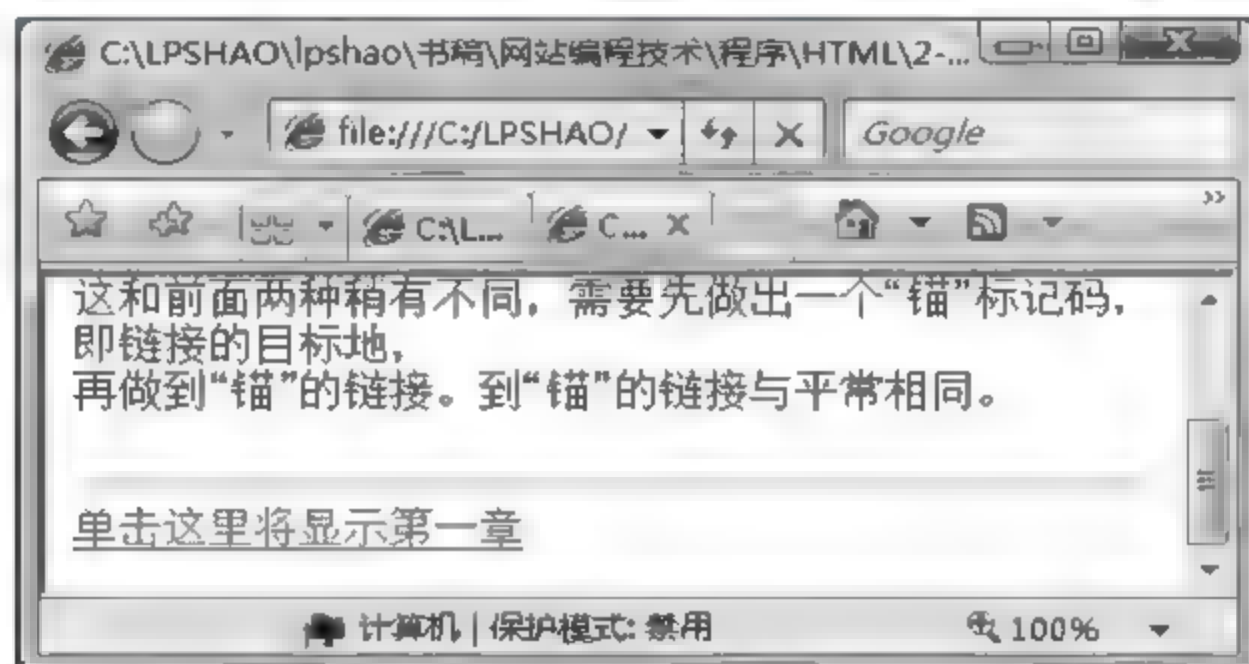 C:\LPSHAO\lpshao\书稿\网站编程技术\程序\HTML\2-...
file:///C:/LPSHAO/
Google
C:\L... C... ×
这和前面两种稍有不同，需要先做出一个“锚”标记码，
即链接的目标地，
再做到“锚”的链接。到“锚”的链接与平常相同。
单击这里将显示第一章
计算机 | 保护模式: 禁用 100%